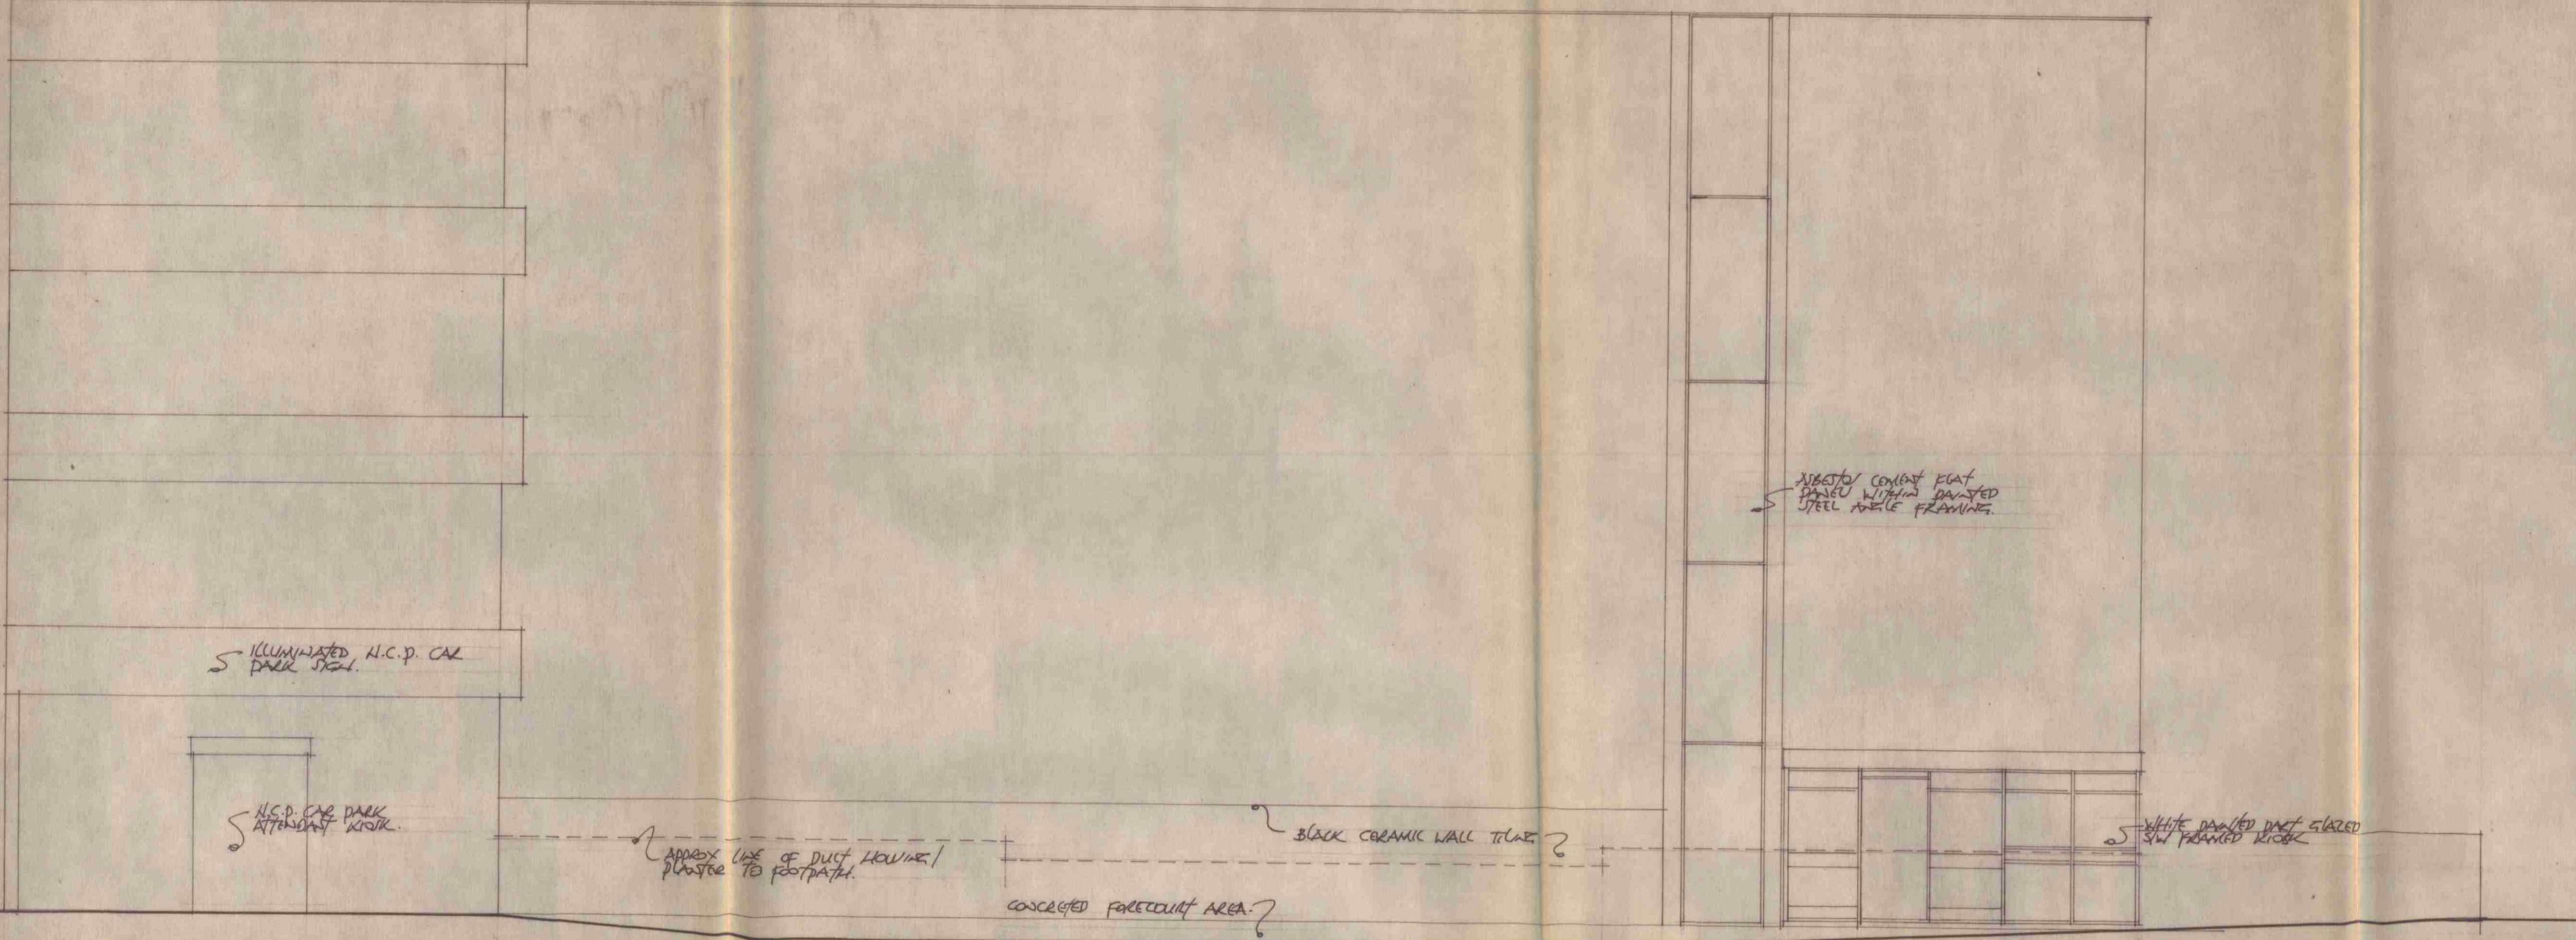 ILLUMINATED N.C.P. CAR
PARK SIGN.
N.C.P. CAR PARK
ATTENDANT KIOSK.
APPROX LINE OF DUCT HOUSING/
PLANTER TO FOOTPATH.
CONCRETED FORECOURT AREA.
BLACK CERAMIC WALL TILING
ASBESTOS CEMENT FLAT
PANELS WITHIN PAINTED
STEEL ANGLE FRAMING.
WHITE PAINTED PART GLAZED
S/W FRAMED KIOSK